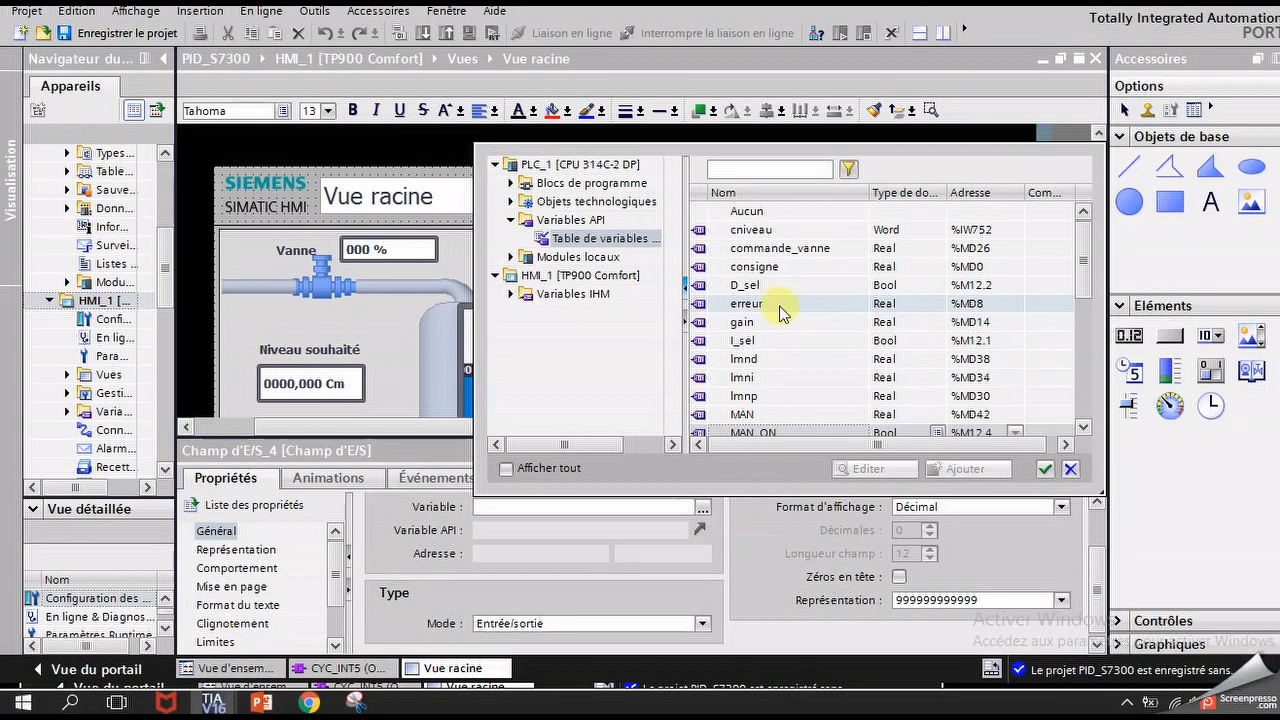 Projet Edition Affichage Insertion En ligne Outils Accessoires Fenêtre Aide
Totally Integrated Automation
PORT
Enregistrer le projet
Liaison en ligne
Interrompre la liaison en ligne
Navigateur du...
PID_S7300 HMI_1 [TP900 Comfort] Vues Vue racine
Accessoires
Visualisation
Appareils
Options
Tahoma 13
Objets de base
Types...
Table...
Sauve...
Donn...
Infor...
Survei...
Listes ...
Modu...
HMI_1 [...
Confi...
En lig...
Para...
Vues
Gesti...
Varia...
Conn...
Alarm...
Recett...
SIEMENS
SIMATIC HMI
Vue racine
Vanne 000 %
Niveau souhaité
0000,000 Cm
PLC_1 [CPU 314C-2 DP]
Blocs de programme
Objets technologiques
Variables API
Table de variables ...
Modules locaux
HMI_1 [TP900 Comfort]
Variables IHM
Nom Type de do... Adresse Com...
Aucun
cniveau Word %IW752
commande_vanne Real %MD26
consigne Real %MD0
D_sel Bool %M12.2
erreur Real %MD8
gain Real %MD14
I_sel Bool %M12.1
lmnd Real %MD38
lmni Real %MD34
lmnp Real %MD30
MAN Real %MD42
MAN_ON Bool %M12.4
Afficher tout
Editer
Ajouter
Eléments
0.12
10
5
Contrôles
Graphiques
Champ d'E/S_4 [Champ d'E/S]
Propriétés Animations Événements
Liste des propriétés
Général
Représentation
Comportement
Mise en page
Format du texte
Clignotement
Limites
Variable :
Variable API :
Adresse :
Type
Mode : Entrée/sortie
Format d'affichage : Décimal
Décimales : 0
Longueur champ : 12
Zéros en tête :
Représentation : 999999999999
Activer Windows
Accédez aux paramètres pour activer Windows.
Vue détaillée
Nom
Configuration des ...
En ligne & Diagnos...
Paramètres Runtime
Vue du portail
Vue d'ensem...
CYC_INT5 (O...
Vue racine
Le projet PID_S7300 est enregistré sans.
TIA
V16
Screenpresso
.com